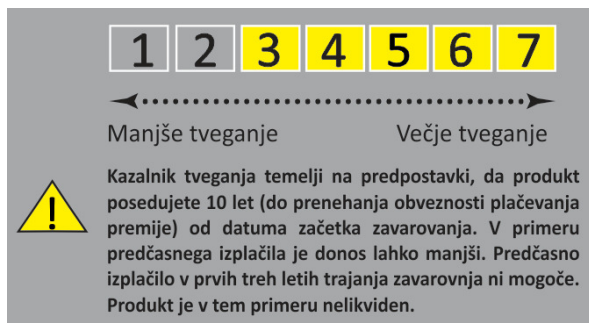 1 2 3 4 5 6 7
Manjše tveganje Večje tveganje
Kazalnik tveganja temelji na predpostavki, da produkt
posedujete 10 let (do prenehanja obveznosti plačevanja
premije) od datuma začetka zavarovanja. V primeru
predčasnega izplačila je donos lahko manjši. Predčasno
izplačilo v prvih treh letih trajanja zavarovnja ni mogoče.
Produkt je v tem primeru nelikviden.